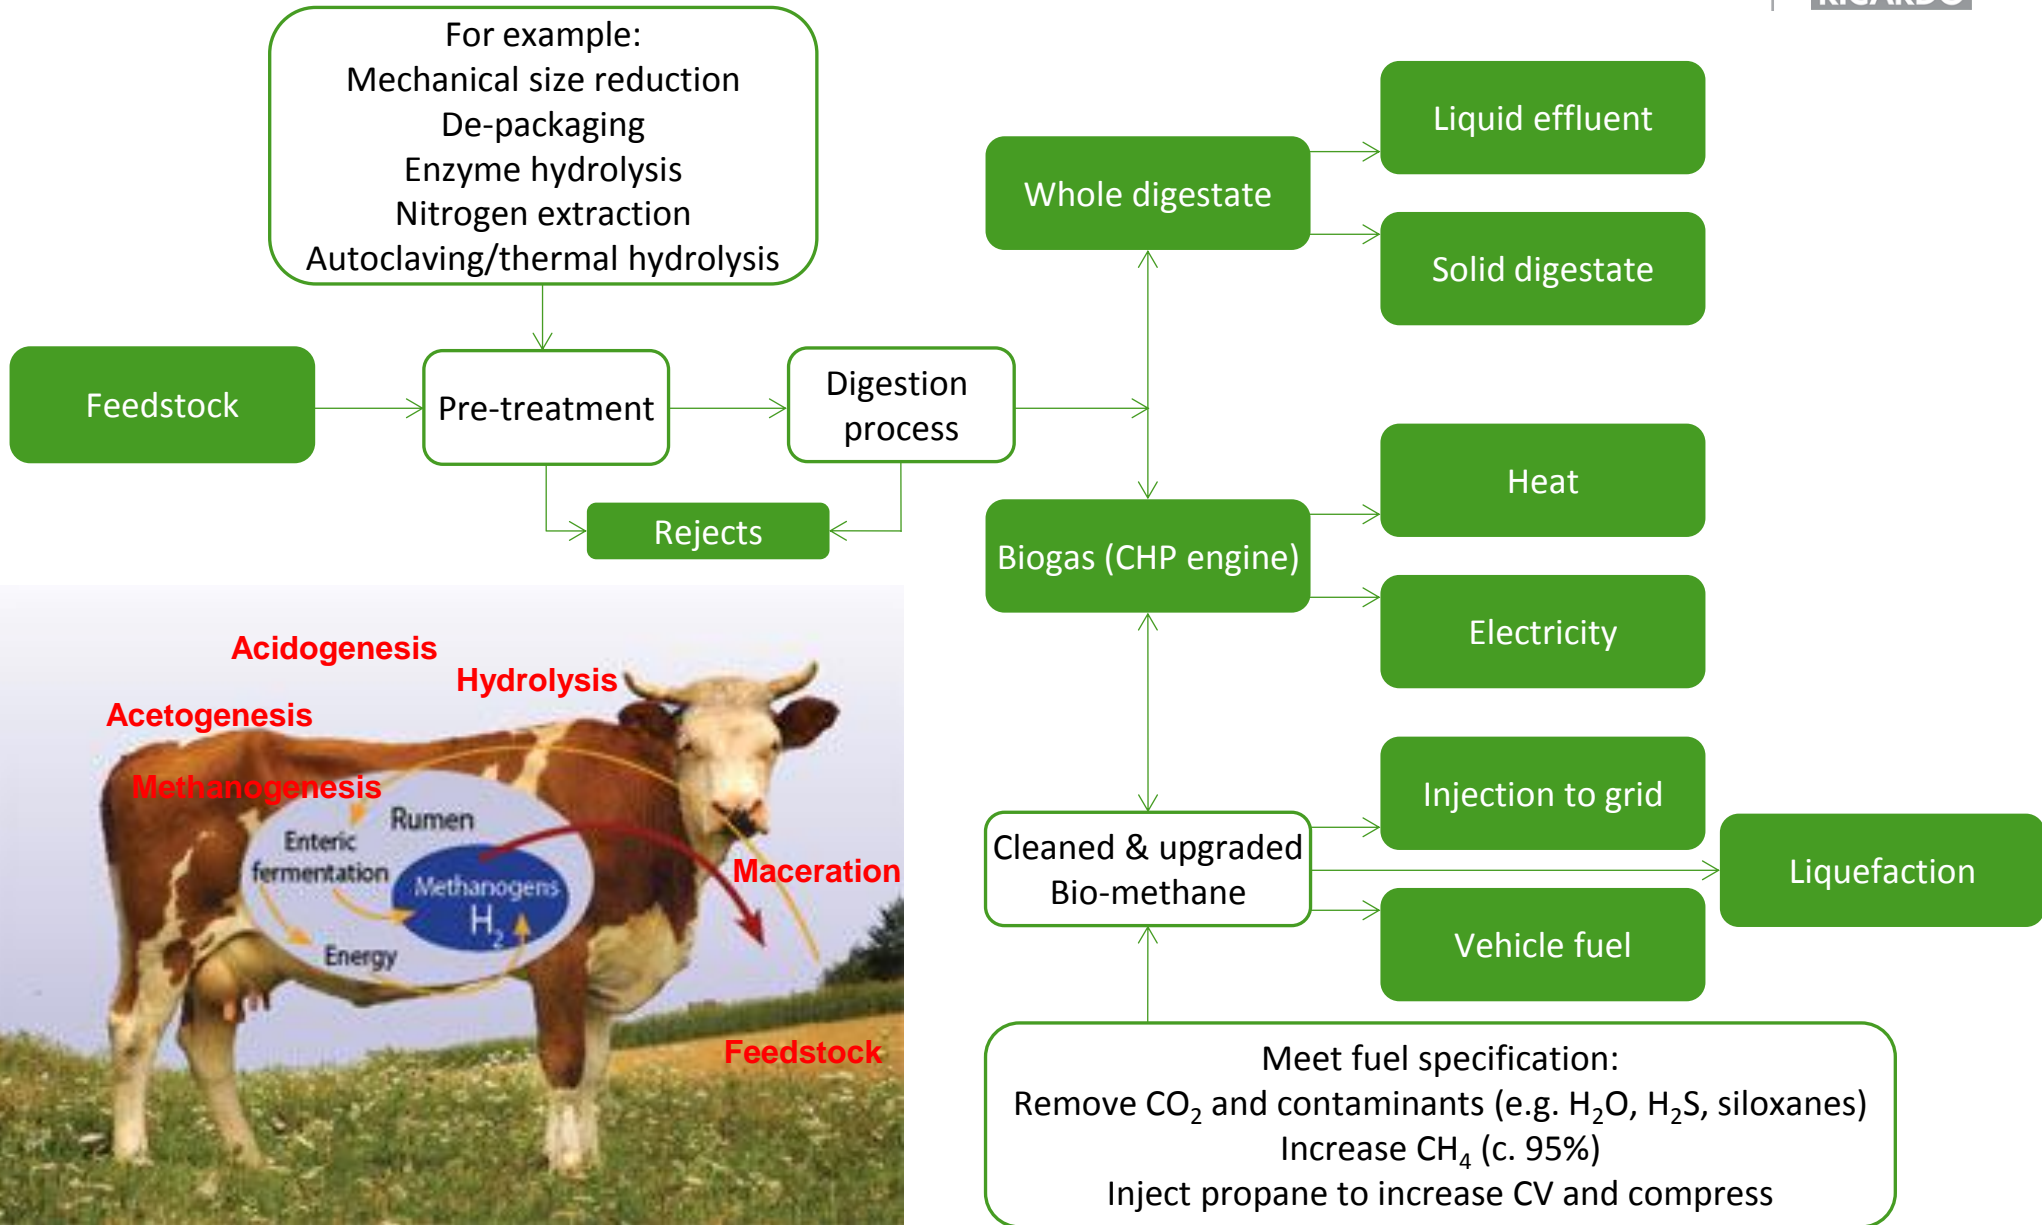 RICARDO
For example:
Mechanical size reduction
De-packaging
Enzyme hydrolysis
Nitrogen extraction
Autoclaving/thermal hydrolysis
Feedstock
Pre-treatment
Digestion
process
Rejects
Whole digestate
Liquid effluent
Solid digestate
Biogas (CHP engine)
Heat
Electricity
Cleaned & upgraded
Bio-methane
Injection to grid
Liquefaction
Vehicle fuel
Meet fuel specification:
Remove CO₂ and contaminants (e.g. H₂O, H₂S, siloxanes)
Increase CH₄ (c. 95%)
Inject propane to increase CV and compress
Acidogenesis
Hydrolysis
Acetogenesis
Methanogenesis
Rumen
Enteric
fermentation
Methanogens
H₂
Energy
Maceration
Feedstock